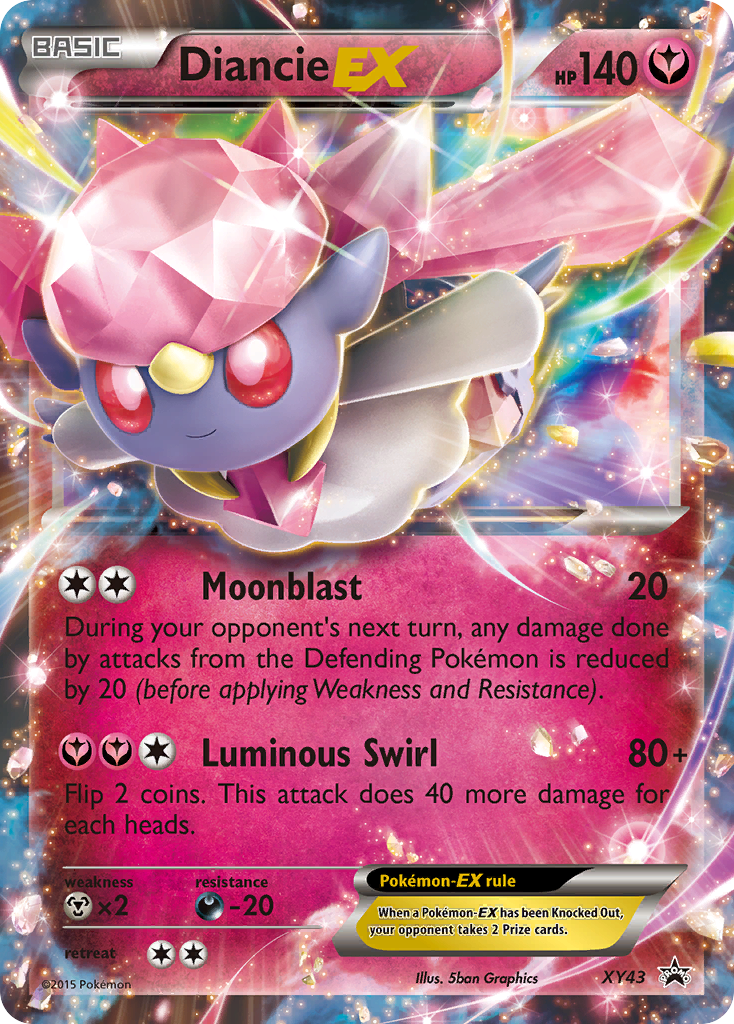 BASIC
Diancie EX
HP 140
Moonblast 20
During your opponent's next turn, any damage done
by attacks from the Defending Pokémon is reduced
by 20 (before applying Weakness and Resistance).
Luminous Swirl 80+
Flip 2 coins. This attack does 40 more damage for
each heads.
weakness resistance
×2 -20
retreat
Pokémon-EX rule
When a Pokémon-EX has been Knocked Out,
your opponent takes 2 Prize cards.
©2015 Pokémon Illus. 5ban Graphics XY43 PROMO